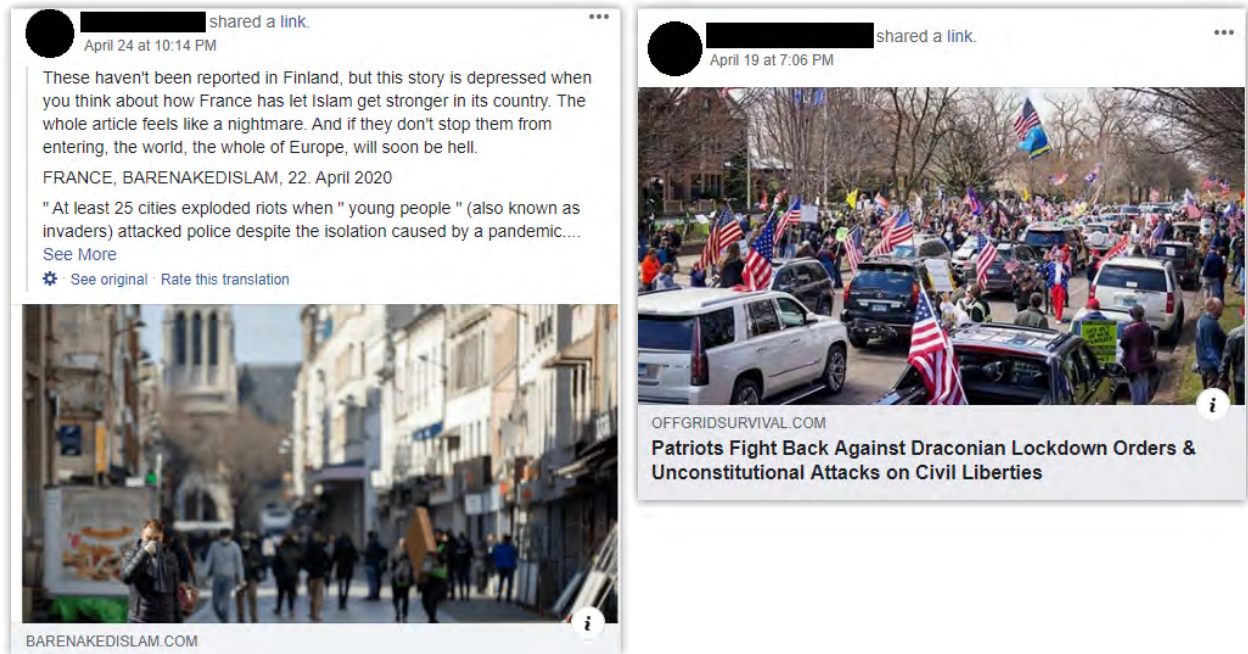 shared a link.
April 24 at 10:14 PM
These haven't been reported in Finland, but this story is depressed when
you think about how France has let Islam get stronger in its country. The
whole article feels like a nightmare. And if they don't stop them from
entering, the world, the whole of Europe, will soon be hell.
FRANCE, BARENAKEDISLAM, 22. April 2020
" At least 25 cities exploded riots when " young people " (also known as
invaders) attacked police despite the isolation caused by a pandemic....
See More
See original · Rate this translation
BARENAKEDISLAM.COM
shared a link.
April 19 at 7:06 PM
OFFGRIDSURVIVAL.COM
Patriots Fight Back Against Draconian Lockdown Orders &
Unconstitutional Attacks on Civil Liberties